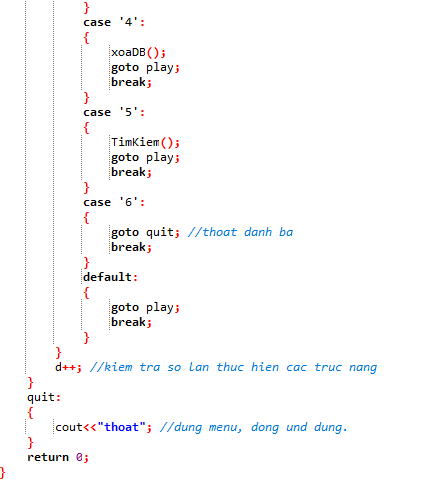 }
case '4':
{
xoaDB();
goto play;
break;
}
case '5':
{
TimKiem();
goto play;
break;
}
case '6':
{
goto quit; //thoat danh ba
break;
}
default:
{
goto play;
break;
}
}
d++; //kiem tra so lan thuc hien cac truc nang
}
quit:
{
cout<<"thoat"; //dung menu, dong und dung.
}
return 0;
}